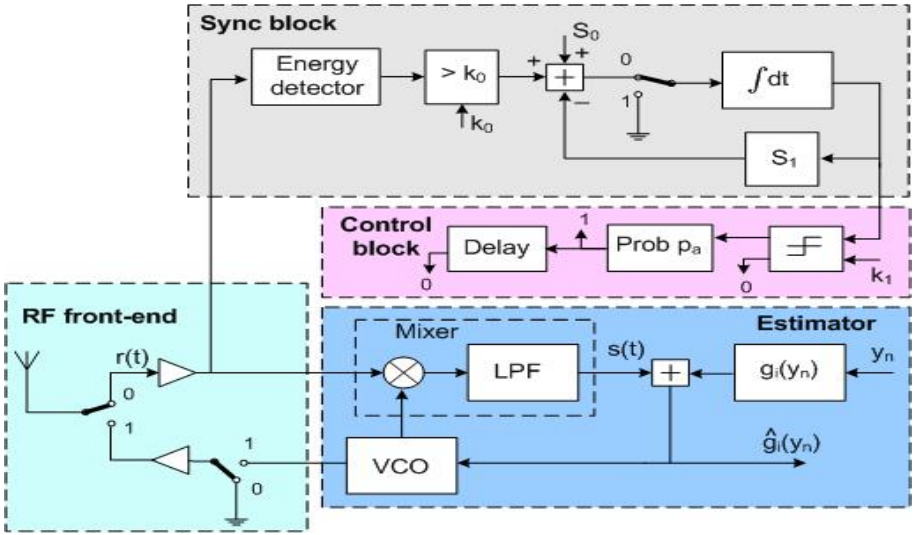 Sync block
S₀
Energy
detector
> k₀
k₀
+
+
+
−
0
1
∫dt
S₁
Control
block
1
Delay
Prob pₐ
0
0
k₁
RF front-end
r(t)
0
1
1
0
Mixer
Estimator
LPF
s(t)
+
gᵢ(yₙ)
yₙ
VCO
ĝᵢ(yₙ)